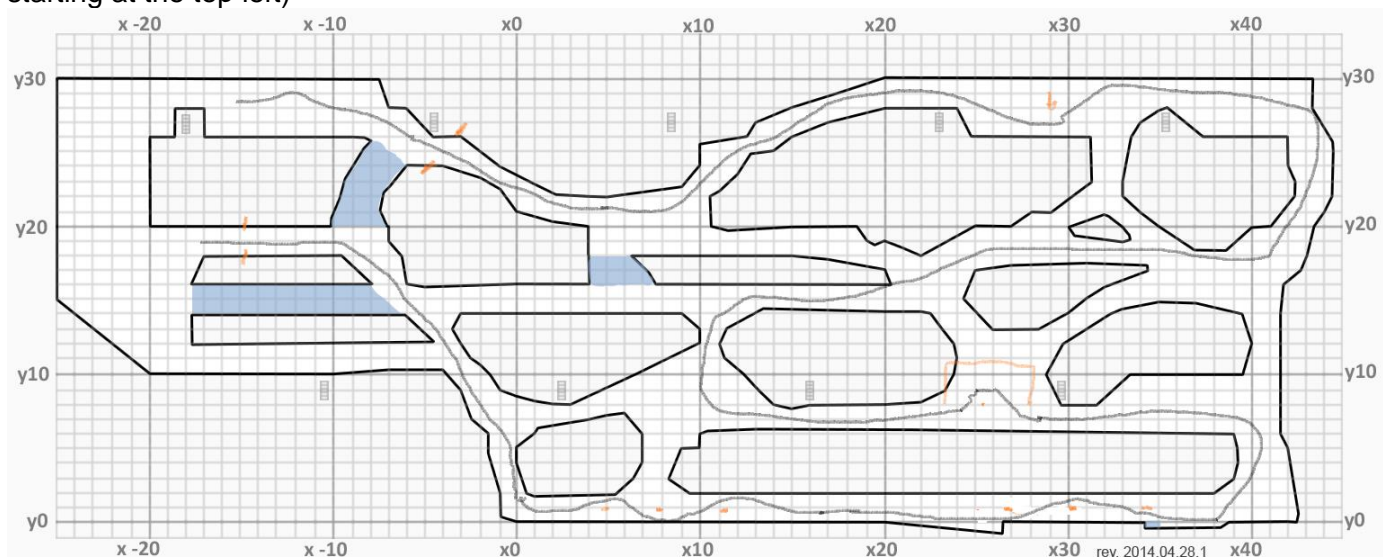 starting at the top left)
x -20 x -10 x0 x10 x20 x30 x40
y30 y30
y20 y20
y10 y10
y0 y0
x -20 x -10 x0 x10 x20 x30 x40
rev. 2014.04.28.1